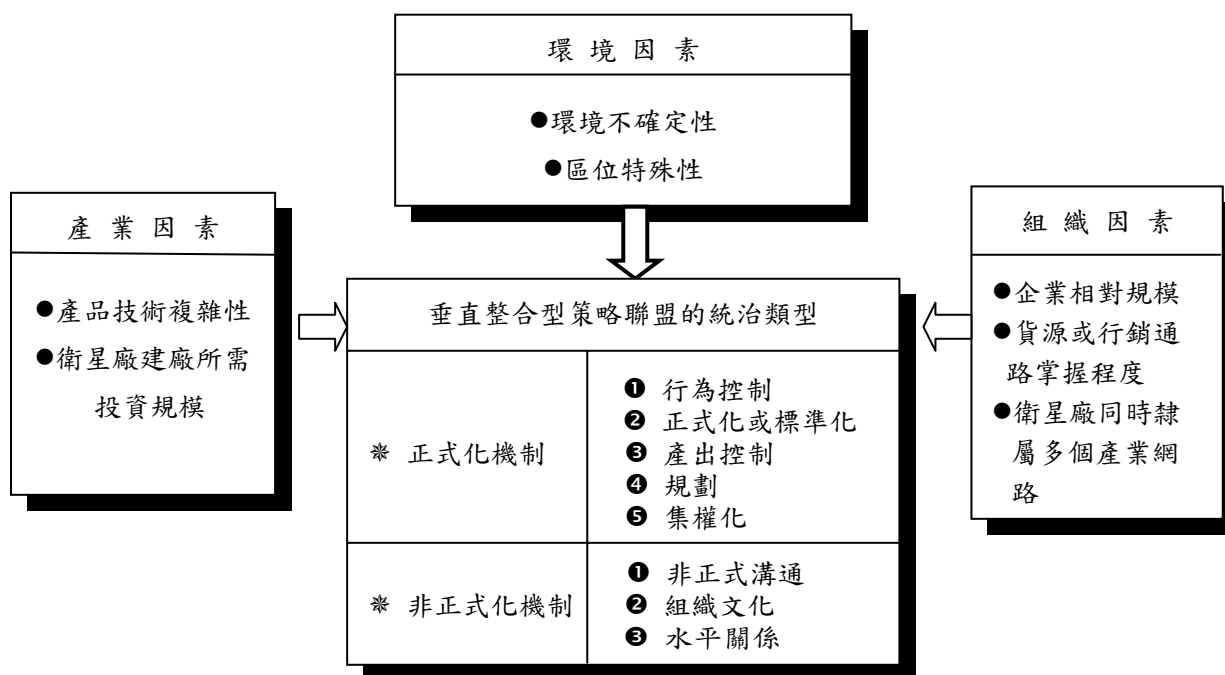 環境因素
●環境不確定性
●區位特殊性
產業因素
●產品技術複雜性
●衛星廠建廠所需
投資規模
組織因素
●企業相對規模
●貨源或行銷通
路掌握程度
●衛星廠同時隸
屬多個產業網
路
垂直整合型策略聯盟的統治類型
✵ 正式化機制
❶ 行為控制
❷ 正式化或標準化
❸ 產出控制
❹ 規劃
❺ 集權化
✵ 非正式化機制
❶ 非正式溝通
❷ 組織文化
❸ 水平關係